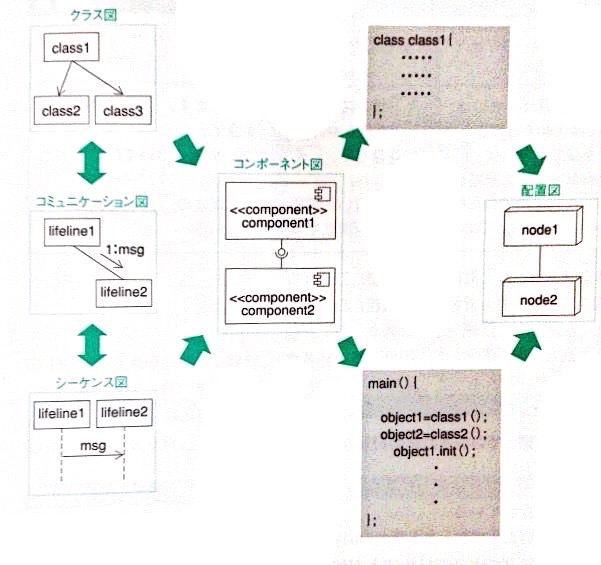 クラス図
class1
class2
class3
コミュニケーション図
lifeline1
1:msg
lifeline2
シーケンス図
lifeline1
lifeline2
msg
コンポーネント図
<<component>>
component1
<<component>>
component2
class class1 {
.....
.....
.....
};
main () {
object1=class1 ();
object2=class2 ();
object1.init ();
.
.
.
};
配置図
node1
node2